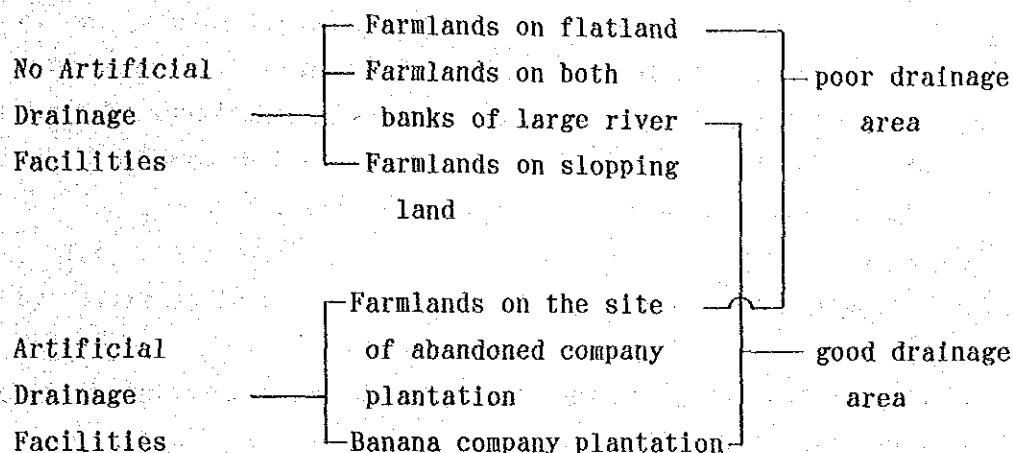 Farmlands on flatland
No Artificial
Drainage
Facilities
Farmlands on both
banks of large river
Farmlands on slopping
land
poor drainage
area
Artificial
Drainage
Facilities
Farmlands on the site
of abandoned company
plantation
Banana company plantation
good drainage
area